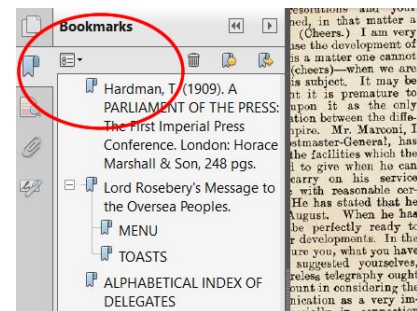 Bookmarks
Hardman, T. (1909). A
PARLIAMENT OF THE PRESS:
The First Imperial Press
Conference. London: Horace
Marshall & Son, 248 pgs.
Lord Rosebery's Message to
the Oversea Peoples.
MENU
TOASTS
ALPHABETICAL INDEX OF
DELEGATES
resolutions and your
ned, in that matter a
(Cheers.) I am very
use the development of
is a matter one cannot
(cheers)—when we are
is subject. It may be
it is premature to
upon it as the only
ation between the diffe-
pire. Mr. Marconi, I
stmaster-General, has
the facilities which the
l to give when he can
carry on his service
with reasonable cer-
He has stated that he
August. When he has
be perfectly ready to
r developments. In the
ure you, what you have
suggested yourselves,
reless telegraphy ought
ount in considering the
nication as a very im-